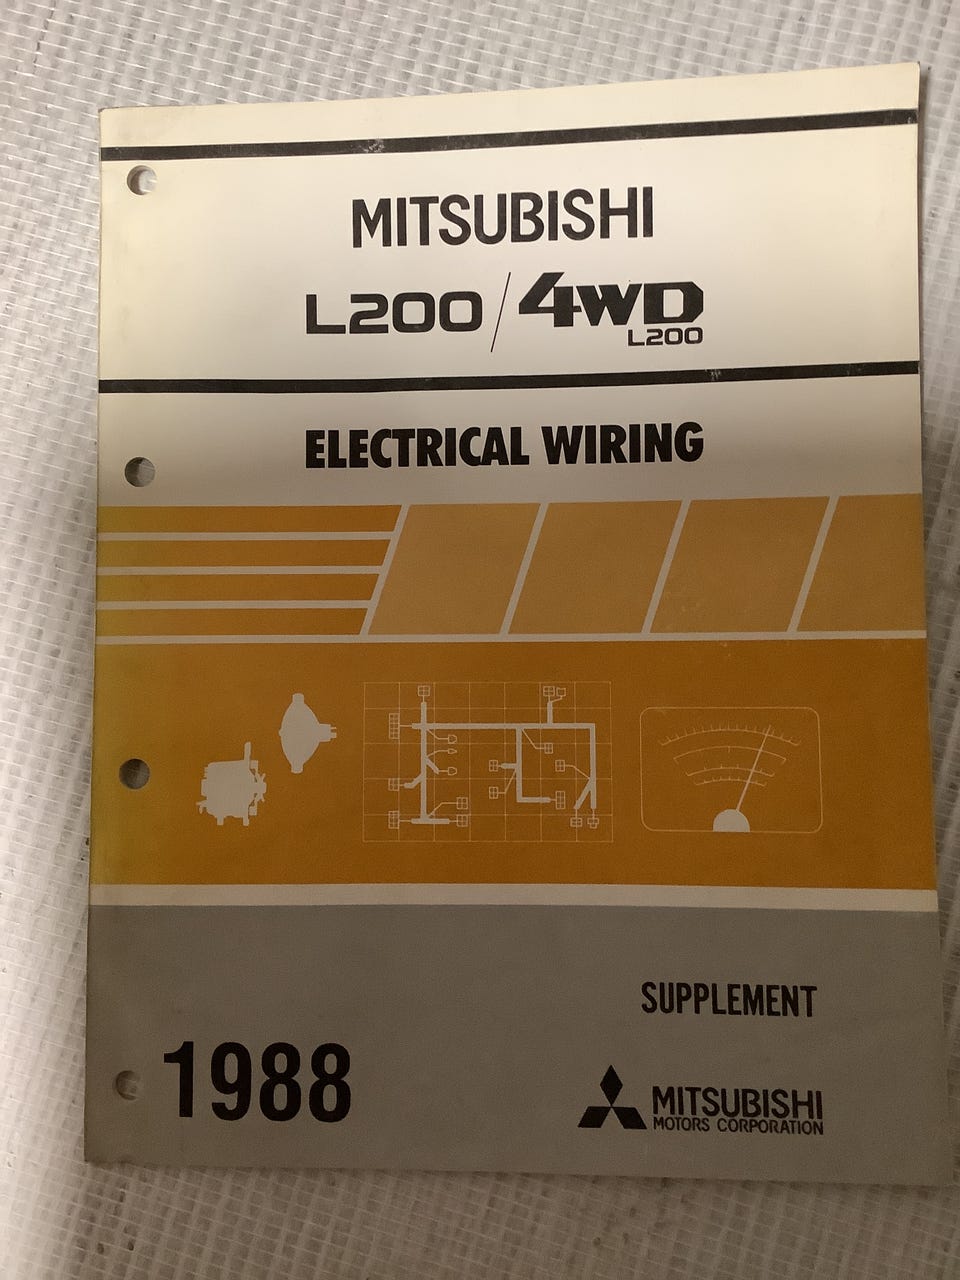 MITSUBISHI
L200/4WD
L200
ELECTRICAL WIRING
SUPPLEMENT
1988
MITSUBISHI
MOTORS CORPORATION